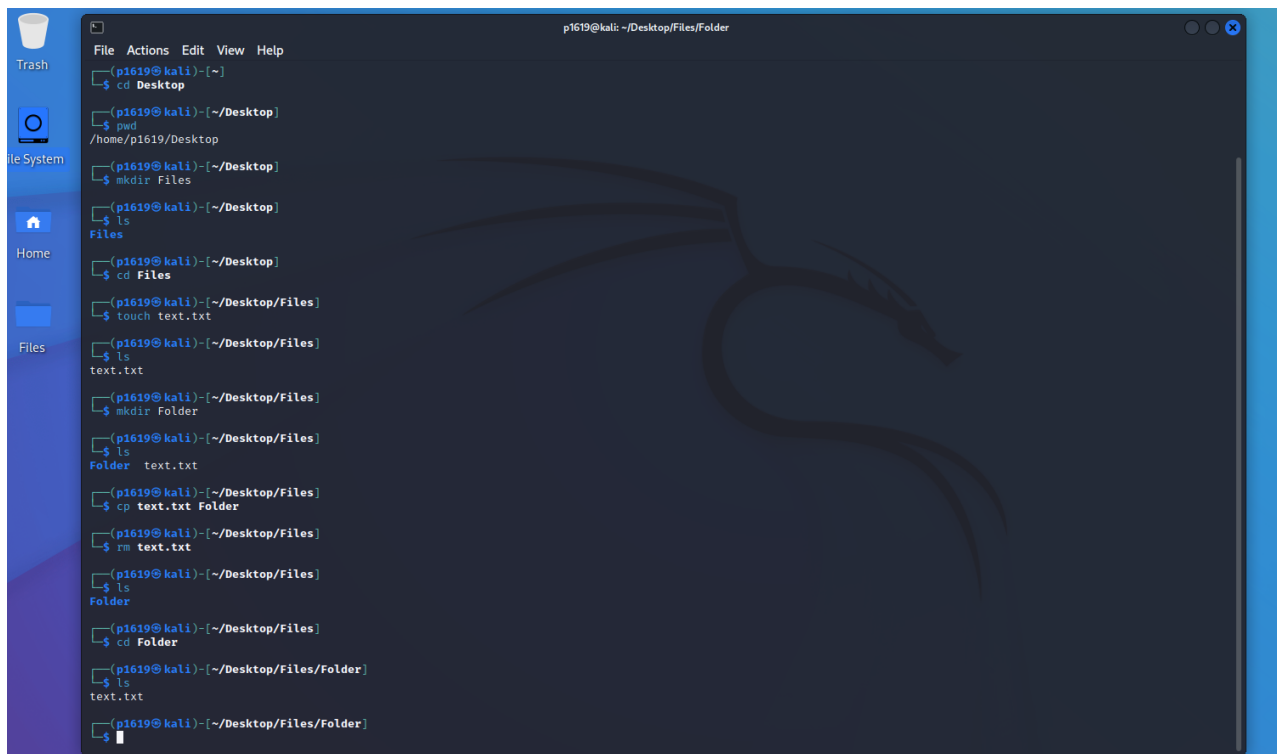 Trash
File System
Home
Files
p1619@kali: ~/Desktop/Files/Folder
File Actions Edit View Help
┌──(p1619㉿kali)-[~]
└─$ cd Desktop
┌──(p1619㉿kali)-[~/Desktop]
└─$ pwd
/home/p1619/Desktop
┌──(p1619㉿kali)-[~/Desktop]
└─$ mkdir Files
┌──(p1619㉿kali)-[~/Desktop]
└─$ ls
Files
┌──(p1619㉿kali)-[~/Desktop]
└─$ cd Files
┌──(p1619㉿kali)-[~/Desktop/Files]
└─$ touch text.txt
┌──(p1619㉿kali)-[~/Desktop/Files]
└─$ ls
text.txt
┌──(p1619㉿kali)-[~/Desktop/Files]
└─$ mkdir Folder
┌──(p1619㉿kali)-[~/Desktop/Files]
└─$ ls
Folder  text.txt
┌──(p1619㉿kali)-[~/Desktop/Files]
└─$ cp text.txt Folder
┌──(p1619㉿kali)-[~/Desktop/Files]
└─$ rm text.txt
┌──(p1619㉿kali)-[~/Desktop/Files]
└─$ ls
Folder
┌──(p1619㉿kali)-[~/Desktop/Files]
└─$ cd Folder
┌──(p1619㉿kali)-[~/Desktop/Files/Folder]
└─$ ls
text.txt
┌──(p1619㉿kali)-[~/Desktop/Files/Folder]
└─$